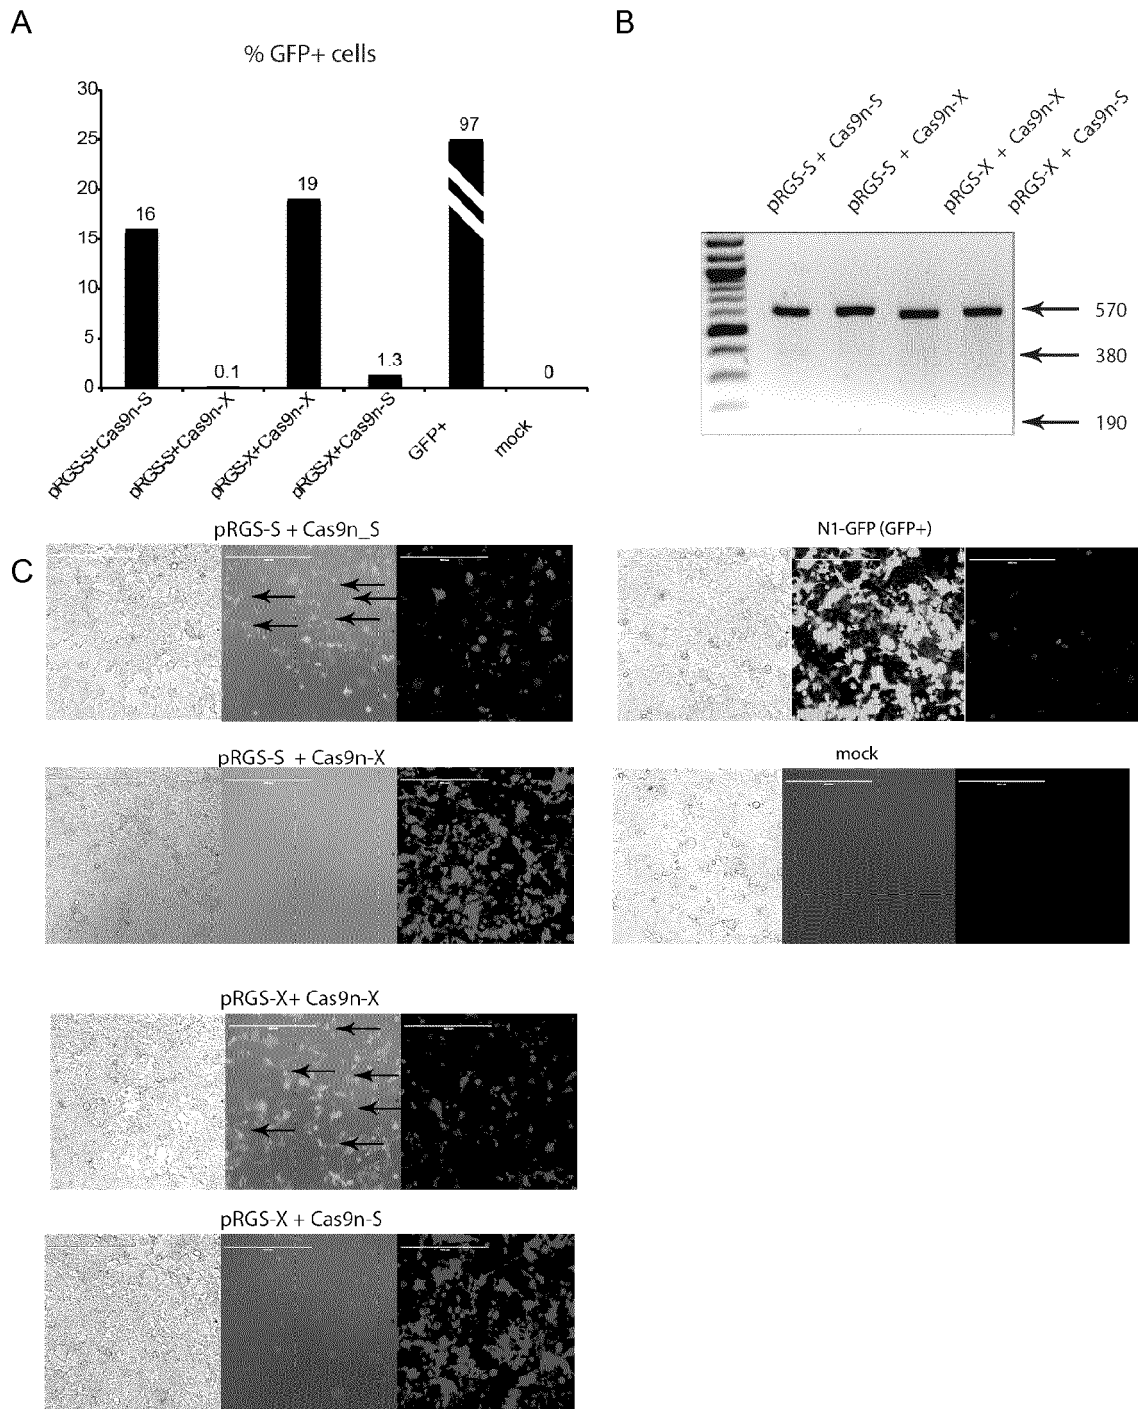 A
% GFP+ cells
30
25
20
15
10
5
0
16
0.1
19
1.3
97
0
pRGS-S+Cas9n-S
pRGS-S+Cas9n-X
pRGS-X+Cas9n-X
pRGS-X+Cas9n-S
GFP+
mock
B
pRGS-S + Cas9n-S
pRGS-S + Cas9n-X
pRGS-X + Cas9n-X
pRGS-X + Cas9n-S
570
380
190
C
pRGS-S + Cas9n_S
N1-GFP (GFP+)
pRGS-S + Cas9n-X
mock
pRGS-X+ Cas9n-X
pRGS-X + Cas9n-S